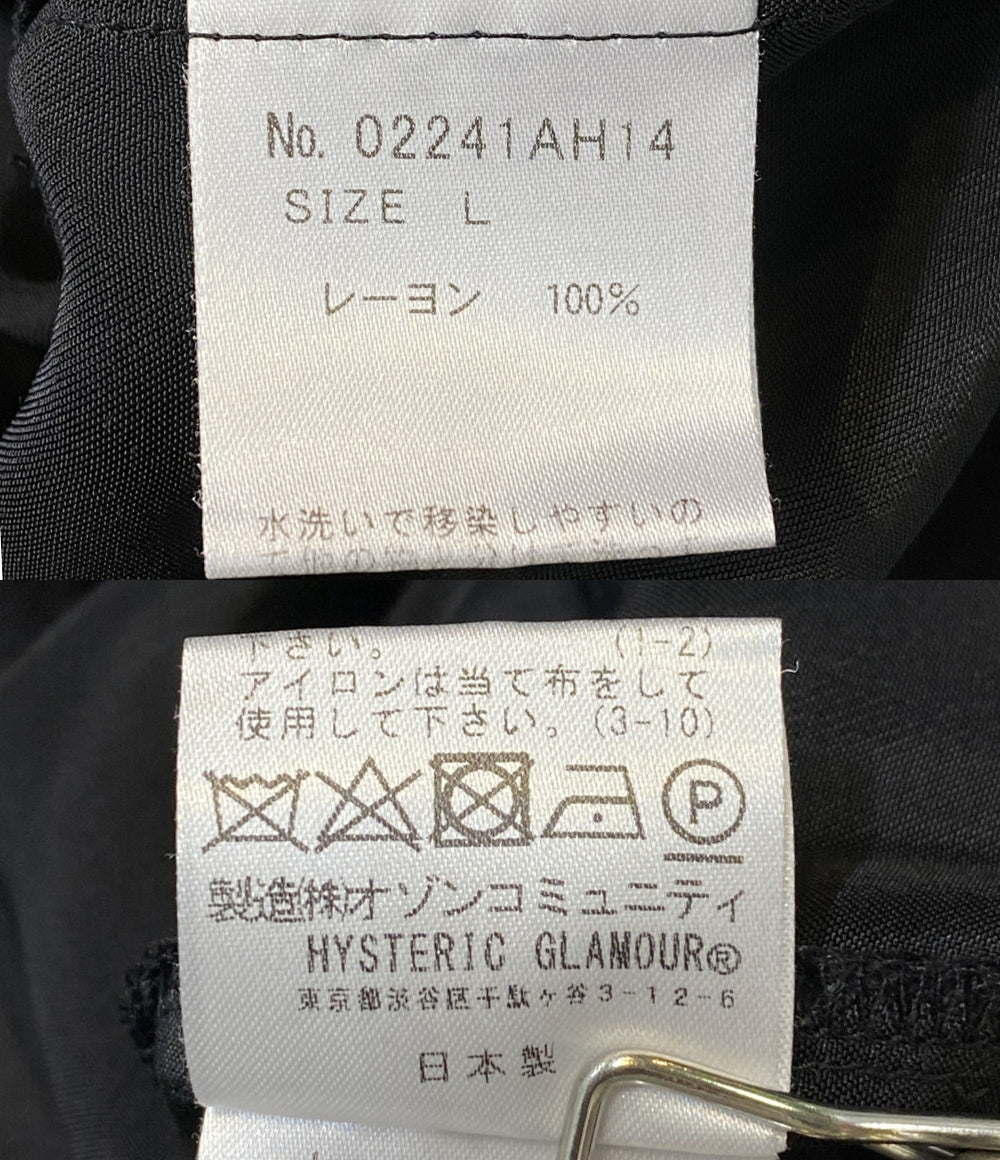 No. 02241AH14
SIZE L
レーヨン 100%
水洗いで移染しやすいの
下さい。 (1-2)
アイロンは当て布をして
使用して下さい。(3-10)
P
製造(株)オゾンコミュニティ
HYSTERIC GLAMOUR®
東京都渋谷区千駄ヶ谷3-12-6
日本製